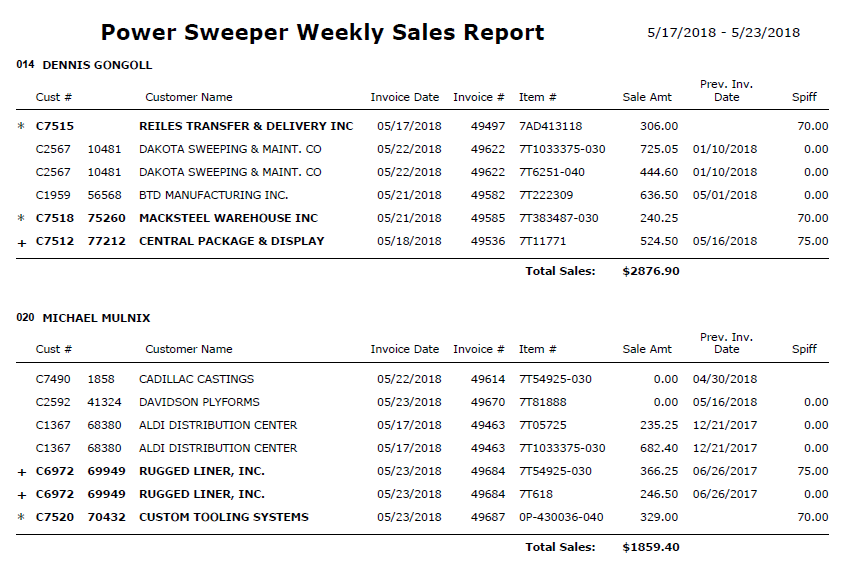 Power Sweeper Weekly Sales Report 5/17/2018 - 5/23/2018
014 DENNIS GONGOLL
Prev. Inv.
Cust # Customer Name Invoice Date Invoice # Item # Sale Amt Date Spiff
* C7515 REILES TRANSFER & DELIVERY INC 05/17/2018 49497 7AD413118 306.00 70.00
C2567 10481 DAKOTA SWEEPING & MAINT. CO 05/22/2018 49622 7T1033375-030 725.05 01/10/2018 0.00
C2567 10481 DAKOTA SWEEPING & MAINT. CO 05/22/2018 49622 7T6251-040 444.60 01/10/2018 0.00
C1959 56568 BTD MANUFACTURING INC. 05/21/2018 49582 7T222309 636.50 05/01/2018 0.00
* C7518 75260 MACKSTEEL WAREHOUSE INC 05/21/2018 49585 7T383487-030 240.25 70.00
+ C7512 77212 CENTRAL PACKAGE & DISPLAY 05/18/2018 49536 7T11771 524.50 05/16/2018 75.00
Total Sales: $2876.90
020 MICHAEL MULNIX
Prev. Inv.
Cust # Customer Name Invoice Date Invoice # Item # Sale Amt Date Spiff
C7490 1858 CADILLAC CASTINGS 05/22/2018 49614 7T54925-030 0.00 04/30/2018
C2592 41324 DAVIDSON PLYFORMS 05/23/2018 49670 7T81888 0.00 05/16/2018 0.00
C1367 68380 ALDI DISTRIBUTION CENTER 05/17/2018 49463 7T05725 235.25 12/21/2017 0.00
C1367 68380 ALDI DISTRIBUTION CENTER 05/17/2018 49463 7T1033375-030 682.40 12/21/2017 0.00
+ C6972 69949 RUGGED LINER, INC. 05/23/2018 49684 7T54925-030 366.25 06/26/2017 75.00
+ C6972 69949 RUGGED LINER, INC. 05/23/2018 49684 7T618 246.50 06/26/2017 0.00
* C7520 70432 CUSTOM TOOLING SYSTEMS 05/23/2018 49687 0P-430036-040 329.00 70.00
Total Sales: $1859.40